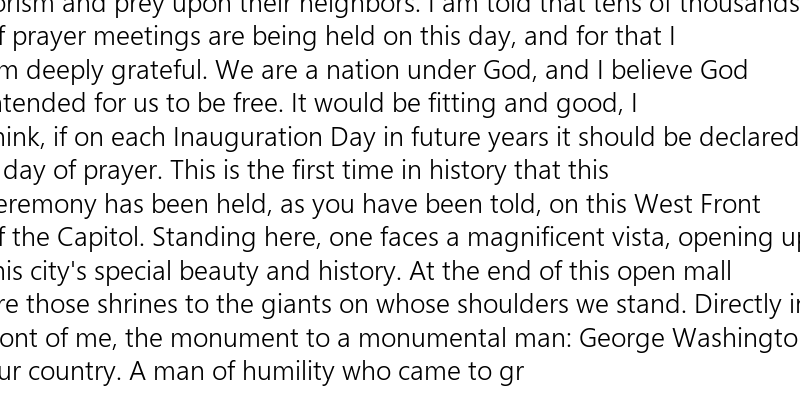 orism and prey upon their neighbors. I am told that tens of thousands
f prayer meetings are being held on this day, and for that I
m deeply grateful. We are a nation under God, and I believe God
ntended for us to be free. It would be fitting and good, I
hink, if on each Inauguration Day in future years it should be declared
day of prayer. This is the first time in history that this
eremony has been held, as you have been told, on this West Front
f the Capitol. Standing here, one faces a magnificent vista, opening up
his city's special beauty and history. At the end of this open mall
re those shrines to the giants on whose shoulders we stand. Directly in
ont of me, the monument to a monumental man: George Washingto
ur country. A man of humility who came to gr